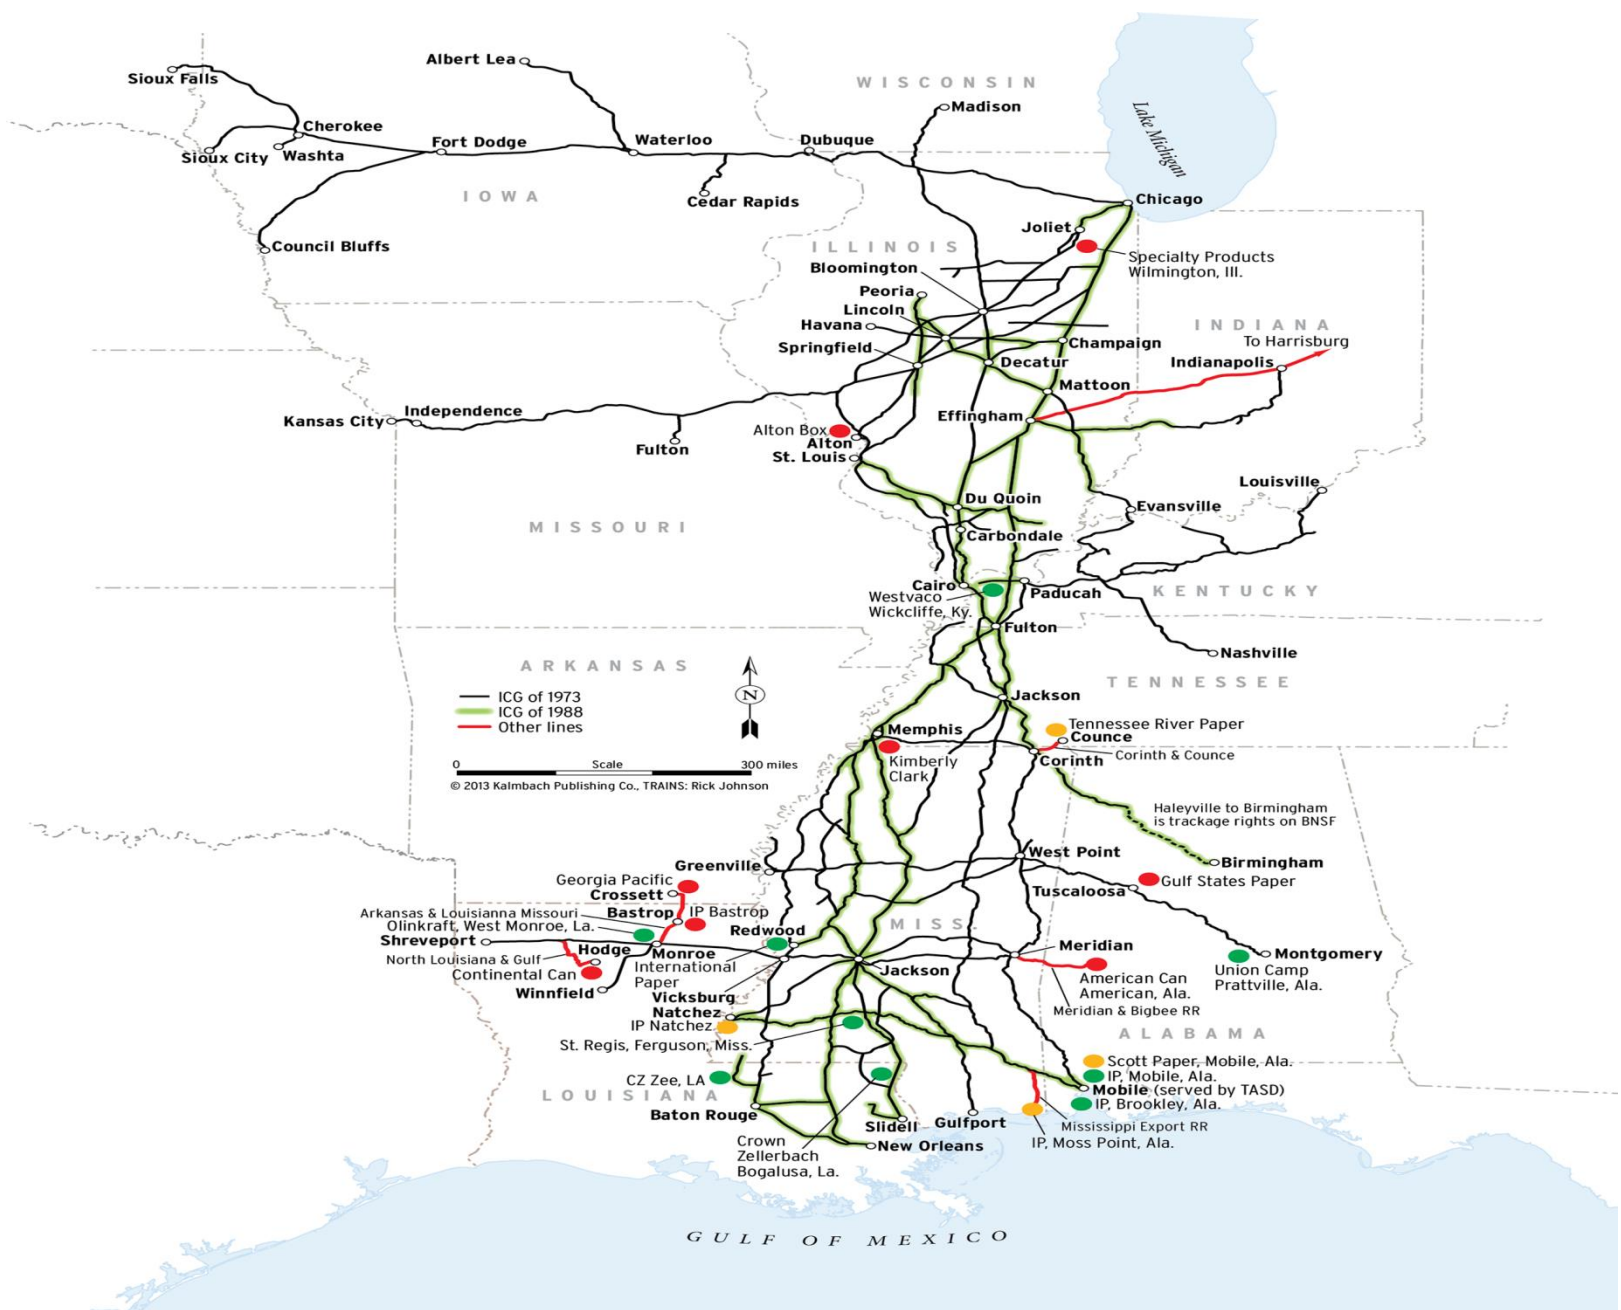 Albert Lea
Sioux Falls
WISCONSIN
Madison
Lake Michigan
Cherokee
Fort Dodge
Waterloo
Dubuque
Sioux City
Washta
IOWA
Cedar Rapids
Chicago
Joliet
Council Bluffs
ILLINOIS
Specialty Products
Wilmington, Ill.
Bloomington
Peoria
Lincoln
Havana
INDIANA
To Harrisburg
Springfield
Champaign
Decatur
Indianapolis
Mattoon
Kansas City
Independence
Effingham
Alton Box
Alton
Fulton
St. Louis
Louisville
Du Quoin
Evansville
MISSOURI
Carbondale
Cairo
Westvaco
Wickcliffe, Ky.
Paducah
KENTUCKY
Fulton
Nashville
ARKANSAS
TENNESSEE
N
Jackson
ICG of 1973
ICG of 1988
Other lines
Memphis
Tennessee River Paper
Counce
Corinth & Counce
Corinth
Kimberly
Clark
0 Scale 300 miles
© 2013 Kalmbach Publishing Co., TRAINS: Rick Johnson
Haleyville to Birmingham
is trackage rights on BNSF
West Point
Birmingham
Greenville
Georgia Pacific
Crossett
Gulf States Paper
Tuscaloosa
Arkansas & Louisianna Missouri
Bastrop
IP Bastrop
Olinkraft, West Monroe, La.
Redwood
MISS.
Shreveport
Hodge
Monroe
Meridian
Montgomery
North Louisiana & Gulf
Continental Can
International
Paper
Jackson
American Can
American, Ala.
Union Camp
Prattville, Ala.
Winnfield
Vicksburg
Natchez
Meridian & Bigbee RR
IP Natchez
ALABAMA
St. Regis, Ferguson, Miss.
Scott Paper, Mobile, Ala.
CZ Zee, LA
IP, Mobile, Ala.
LOUISIANA
Mobile (served by TASD)
IP, Brookley, Ala.
Baton Rouge
Slidell
Gulfport
Mississippi Export RR
IP, Moss Point, Ala.
Crown
Zellerbach
Bogalusa, La.
New Orleans
GULF OF MEXICO